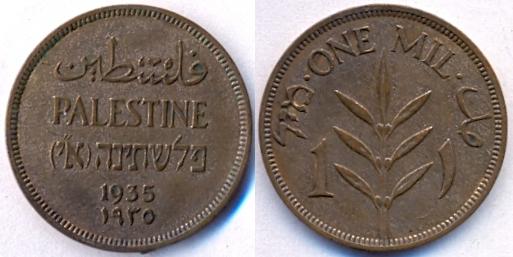 فلسطين
PALESTINE
פלשתינה (א״י)
1935
١٩٣٥
מיל · ONE MIL · مل
1 ١